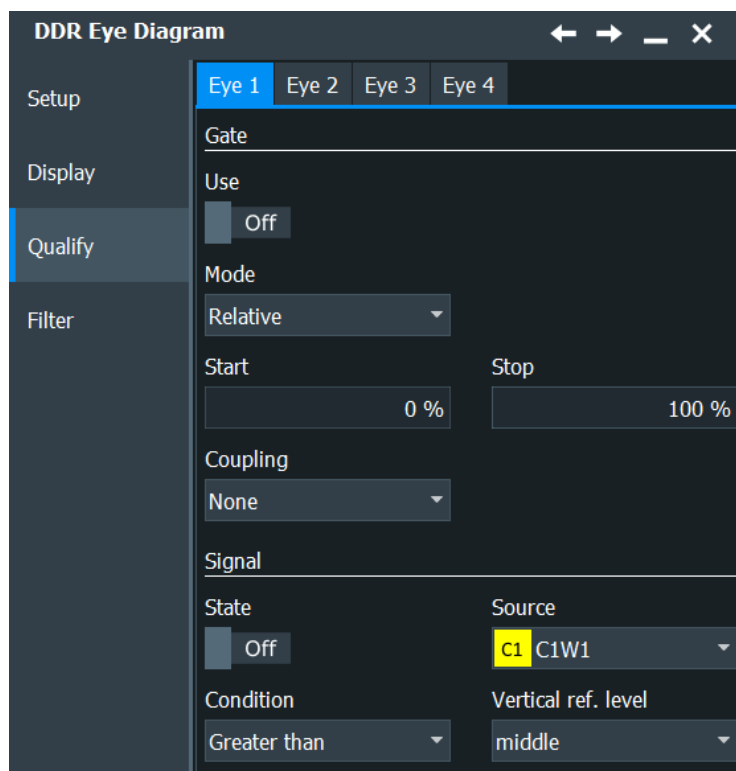 DDR Eye Diagram
Setup
Display
Qualify
Filter
Eye 1 Eye 2 Eye 3 Eye 4
Gate
Use
Off
Mode
Relative
Start Stop
0 % 100 %
Coupling
None
Signal
State Source
Off C1 C1W1
Condition Vertical ref. level
Greater than middle